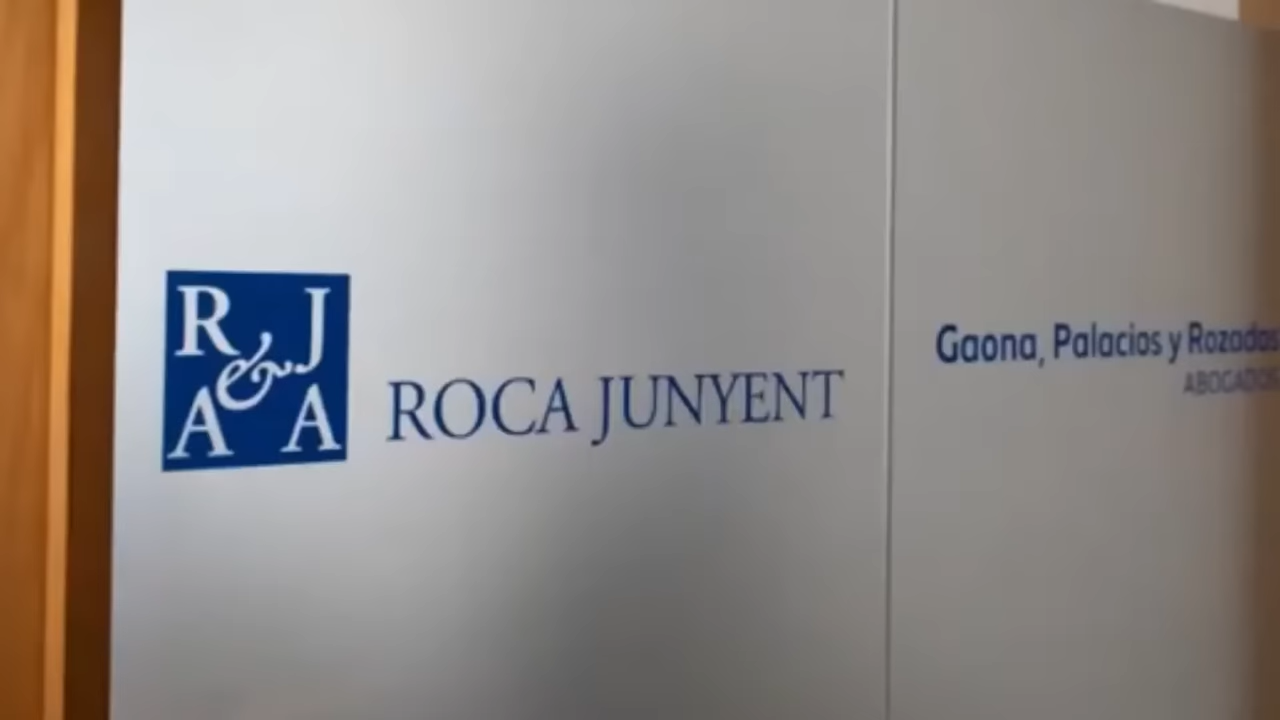 R J
&
A A
ROCA JUNYENT
Gaona, Palacios y Rozadas
ABOGADOS